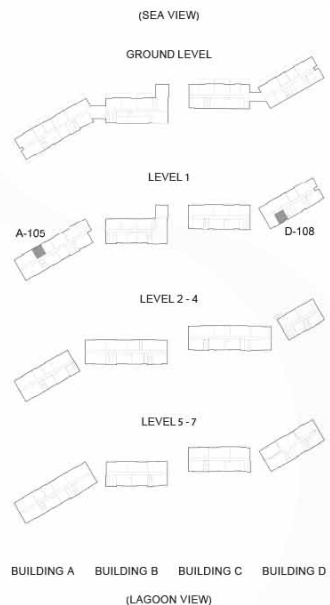 (SEA VIEW)
GROUND LEVEL
LEVEL 1
A-105
D-108
LEVEL 2 - 4
LEVEL 5 - 7
BUILDING A BUILDING B BUILDING C BUILDING D
(LAGOON VIEW)